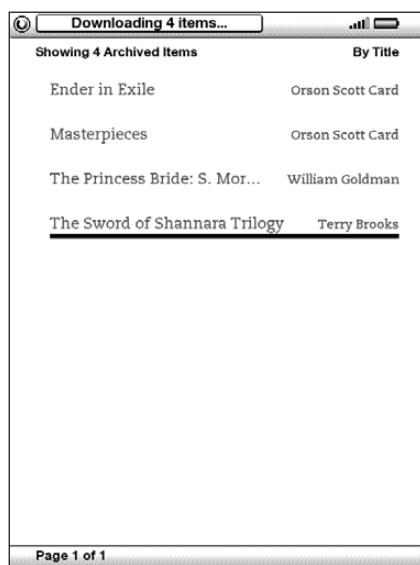 Downloading 4 items...
Showing 4 Archived Items By Title
Ender in Exile Orson Scott Card
Masterpieces Orson Scott Card
The Princess Bride: S. Mor... William Goldman
The Sword of Shannara Trilogy Terry Brooks
Page 1 of 1